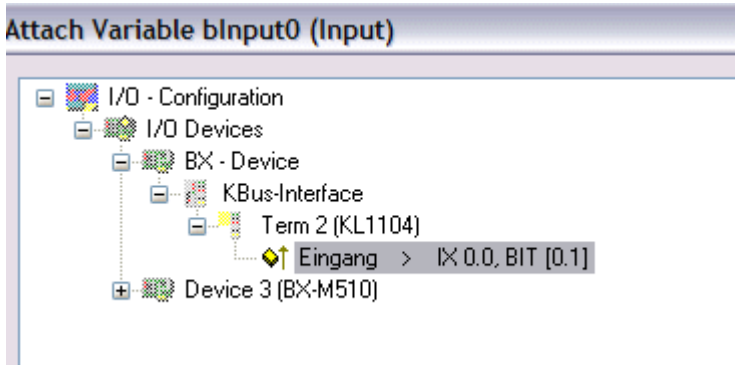 Attach Variable bInput0 (Input)
I/O - Configuration
I/O Devices
BX - Device
KBus-Interface
Term 2 (KL1104)
Eingang > IX 0.0, BIT [0.1]
Device 3 (BX-M510)